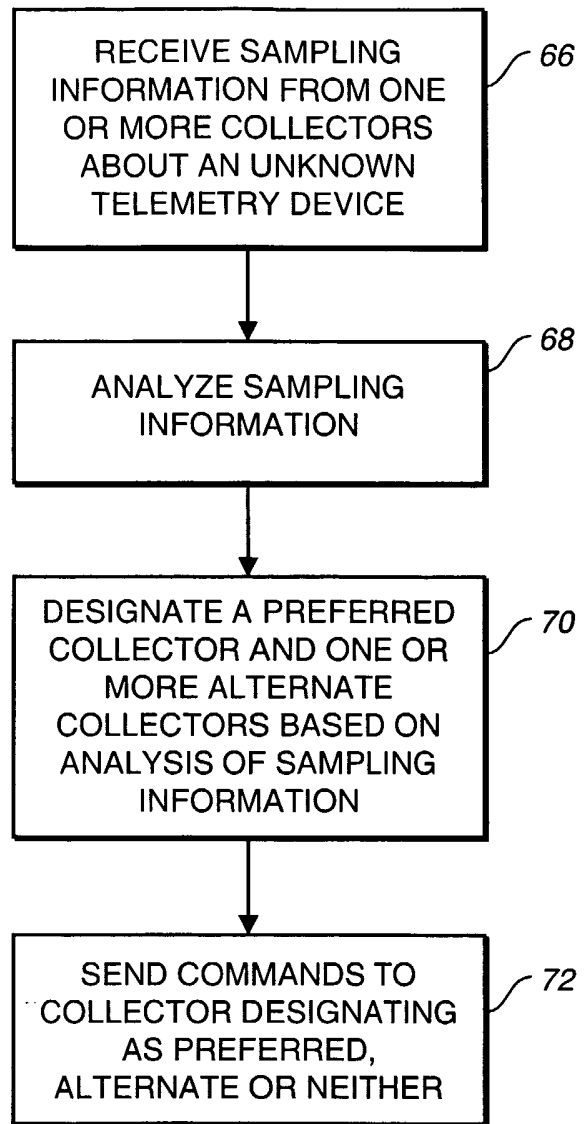 RECEIVE SAMPLING
INFORMATION FROM ONE
OR MORE COLLECTORS
ABOUT AN UNKNOWN
TELEMETRY DEVICE
66
ANALYZE SAMPLING
INFORMATION
68
DESIGNATE A PREFERRED
COLLECTOR AND ONE OR
MORE ALTERNATE
COLLECTORS BASED ON
ANALYSIS OF SAMPLING
INFORMATION
70
SEND COMMANDS TO
COLLECTOR DESIGNATING
AS PREFERRED,
ALTERNATE OR NEITHER
72